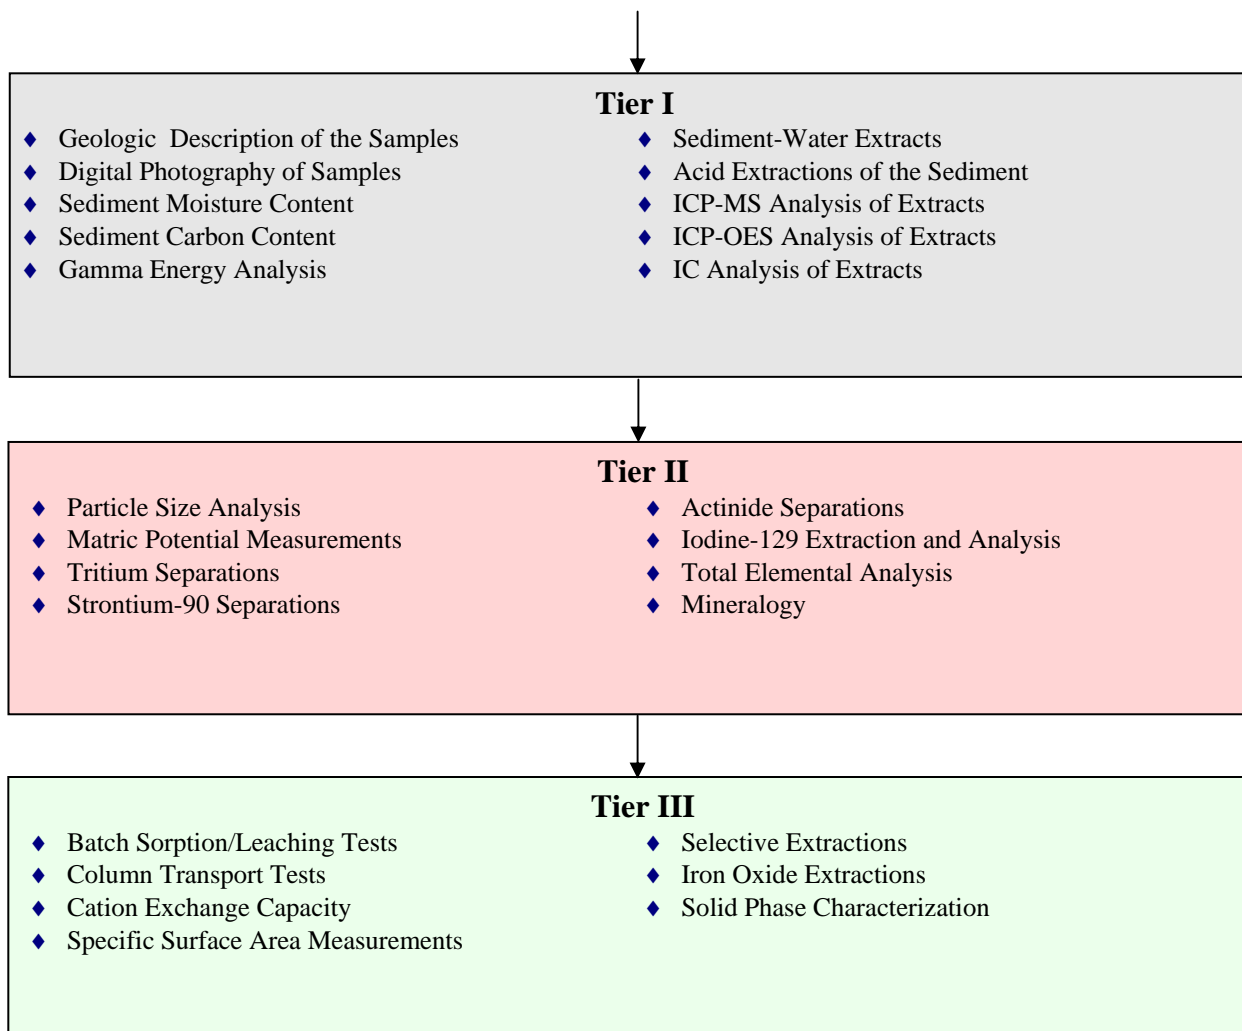 Tier I
♦ Geologic Description of the Samples
♦ Digital Photography of Samples
♦ Sediment Moisture Content
♦ Sediment Carbon Content
♦ Gamma Energy Analysis
♦ Sediment-Water Extracts
♦ Acid Extractions of the Sediment
♦ ICP-MS Analysis of Extracts
♦ ICP-OES Analysis of Extracts
♦ IC Analysis of Extracts
Tier II
♦ Particle Size Analysis
♦ Matric Potential Measurements
♦ Tritium Separations
♦ Strontium-90 Separations
♦ Actinide Separations
♦ Iodine-129 Extraction and Analysis
♦ Total Elemental Analysis
♦ Mineralogy
Tier III
♦ Batch Sorption/Leaching Tests
♦ Column Transport Tests
♦ Cation Exchange Capacity
♦ Specific Surface Area Measurements
♦ Selective Extractions
♦ Iron Oxide Extractions
♦ Solid Phase Characterization